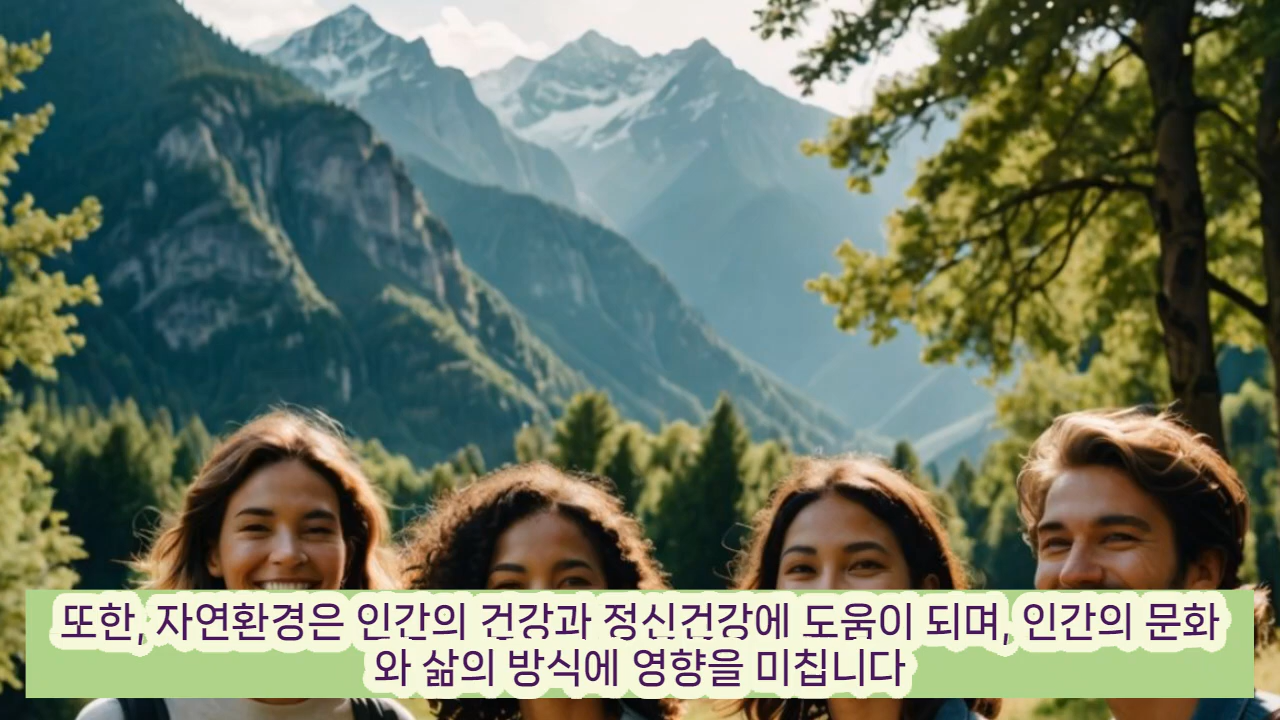 또한, 자연환경은 인간의 건강과 정신건강에 도움이 되며, 인간의 문화
와 삶의 방식에 영향을 미칩니다